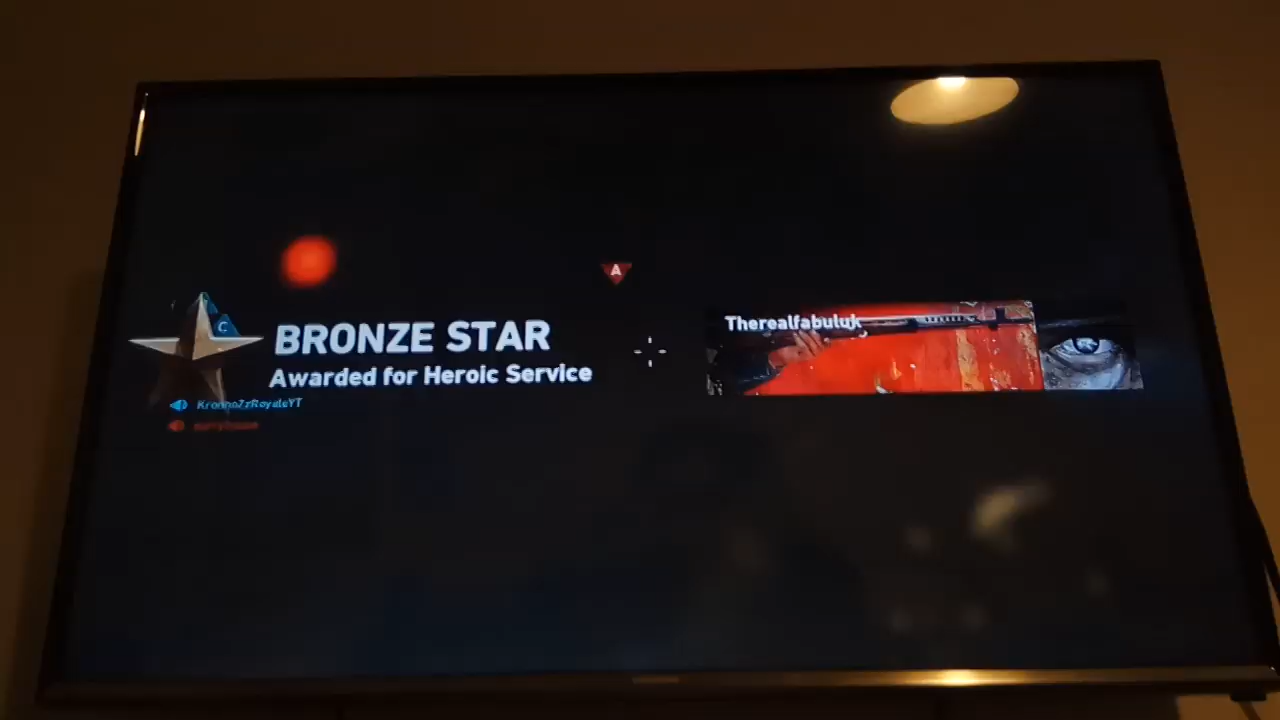 A
C
BRONZE STAR
Awarded for Heroic Service
Therealfabuluk